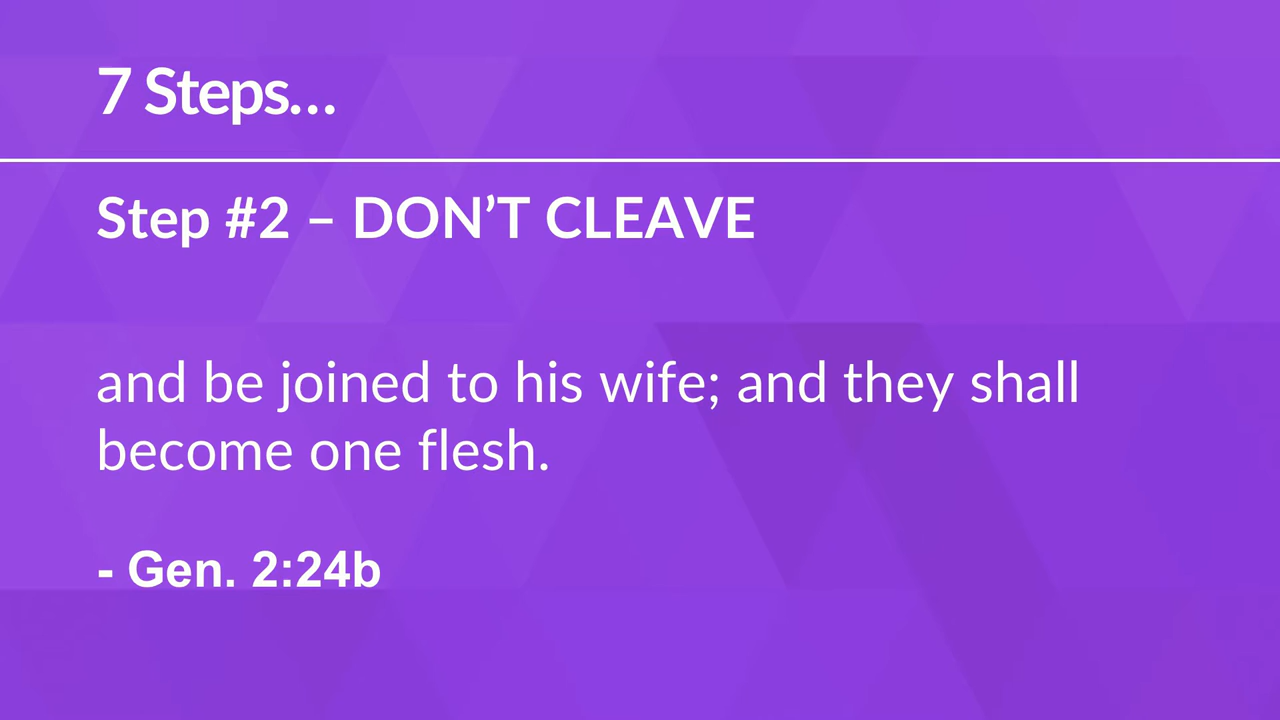 7 Steps…
Step #2 – DON’T CLEAVE
and be joined to his wife; and they shall
become one flesh.
- Gen. 2:24b